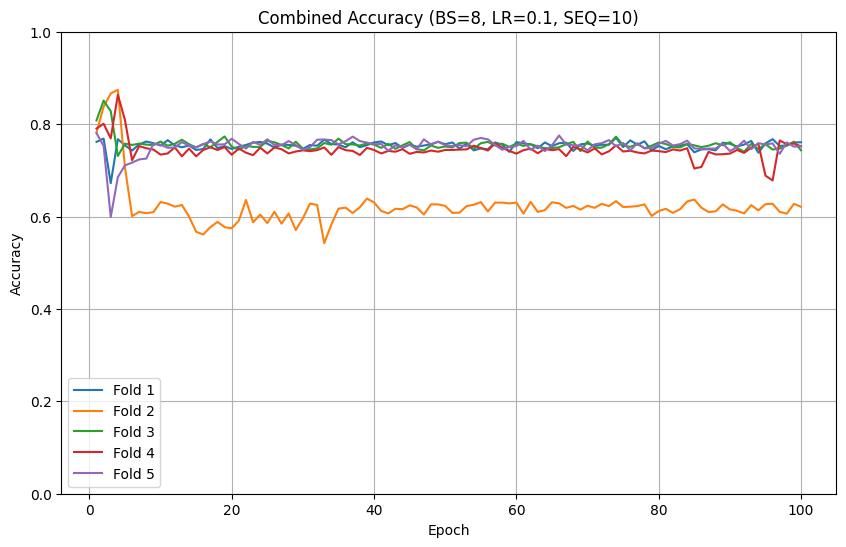 Combined Accuracy (BS=8, LR=0.1, SEQ=10)
1.0
0.8
0.6
0.4
0.2
0.0
Accuracy
Fold 1
Fold 2
Fold 3
Fold 4
Fold 5
0 20 40 60 80 100
Epoch